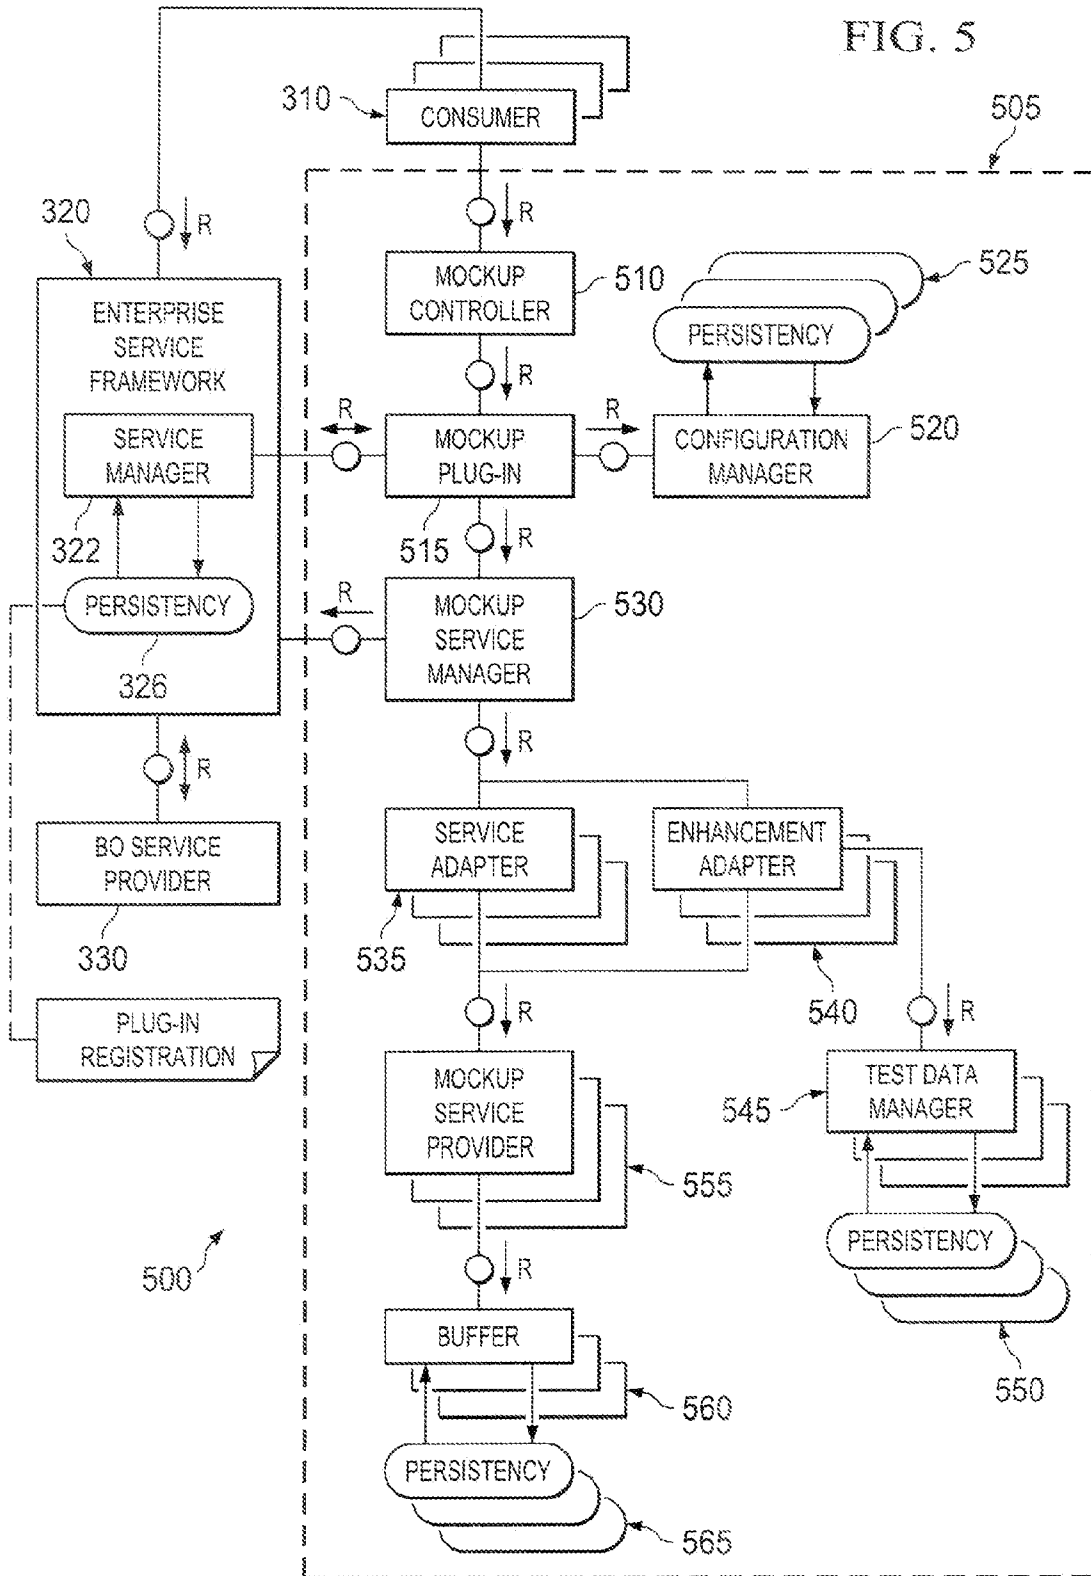 FIG. 5
310
CONSUMER
505
320
R
R
ENTERPRISE
SERVICE
FRAMEWORK
MOCKUP
CONTROLLER
510
525
PERSISTENCY
R
SERVICE
MANAGER
R
MOCKUP
PLUG-IN
R
CONFIGURATION
MANAGER
520
322
515
R
PERSISTENCY
326
R
MOCKUP
SERVICE
MANAGER
530
R
R
BO SERVICE
PROVIDER
330
SERVICE
ADAPTER
535
ENHANCEMENT
ADAPTER
540
PLUG-IN
REGISTRATION
R
R
MOCKUP
SERVICE
PROVIDER
555
545
TEST DATA
MANAGER
PERSISTENCY
550
500
R
BUFFER
560
PERSISTENCY
565